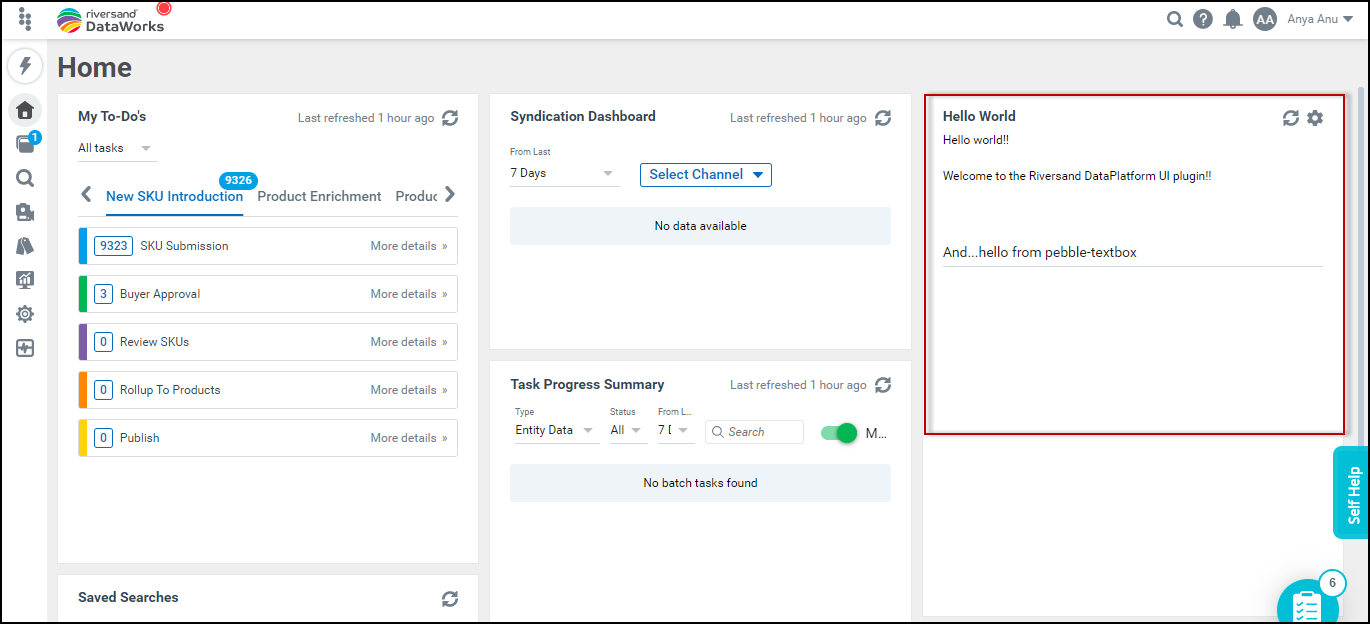 riversand
DataWorks
AA
Anya Anu
Home
1
My To-Do's
Last refreshed 1 hour ago
All tasks
9326
New SKU Introduction
Product Enrichment
Produc
9323 SKU Submission More details »
3 Buyer Approval More details »
0 Review SKUs More details »
0 Rollup To Products More details »
0 Publish More details »
Saved Searches
Syndication Dashboard
Last refreshed 1 hour ago
From Last
7 Days
Select Channel
No data available
Task Progress Summary
Last refreshed 1 hour ago
Type Status From L...
Entity Data All 7 [ Search M...
No batch tasks found
Hello World
Hello world!!
Welcome to the Riversand DataPlatform UI plugin!!
And...hello from pebble-textbox
Self Help
6